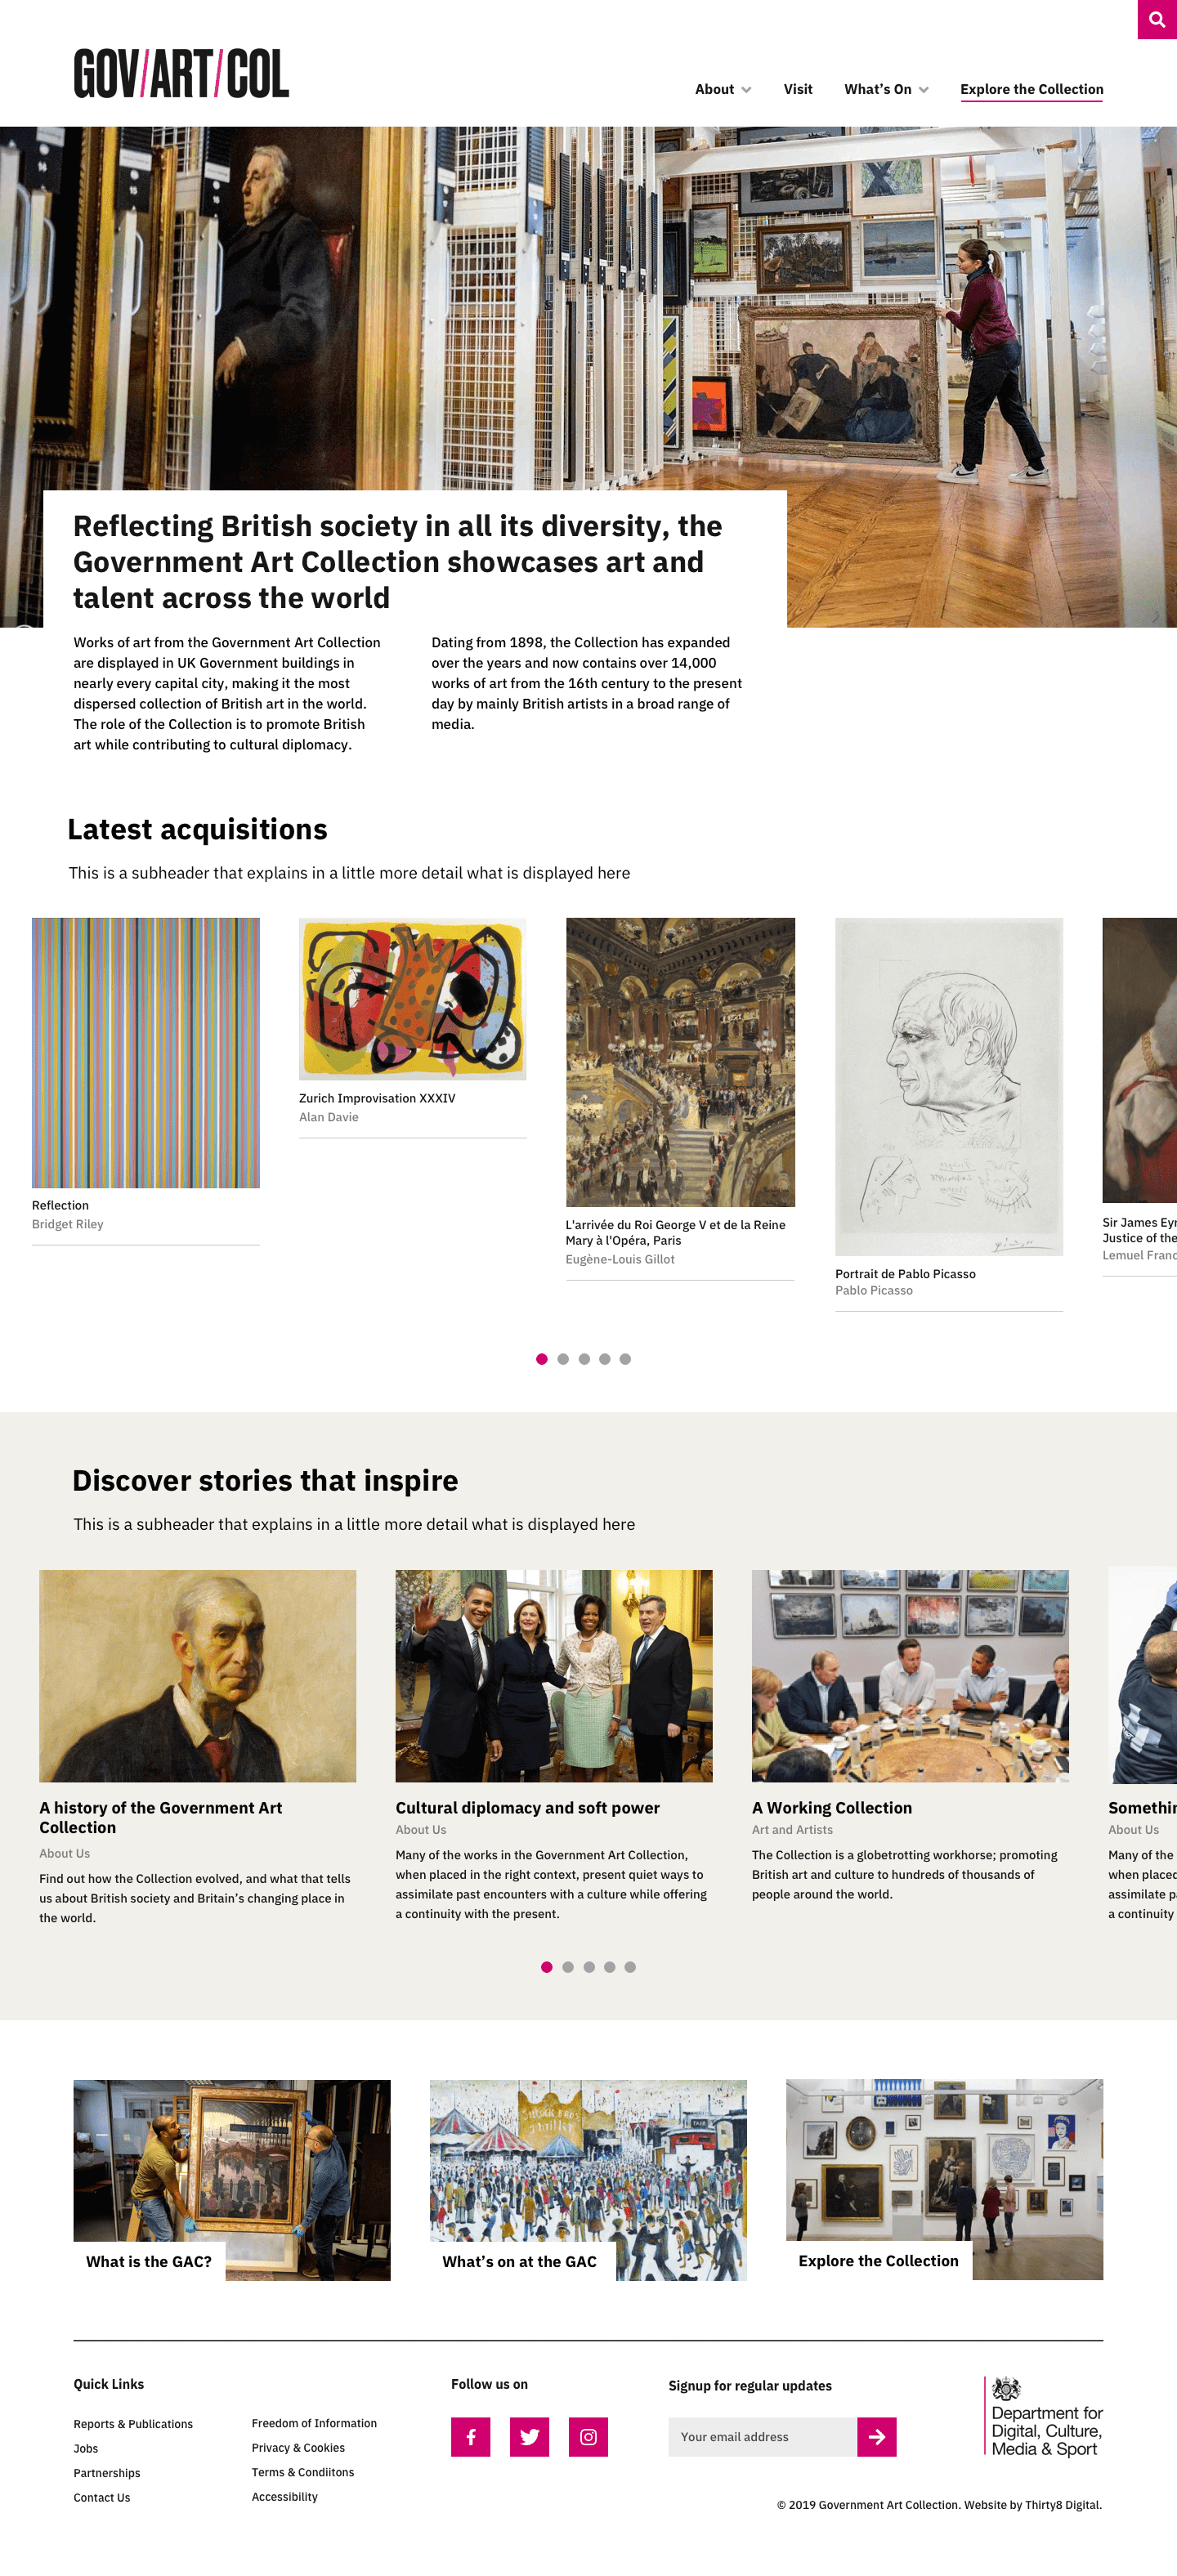 GOV/ART/COL
About
Visit
What’s On
Explore the Collection
Reflecting British society in all its diversity, the
Government Art Collection showcases art and
talent across the world
Works of art from the Government Art Collection
are displayed in UK Government buildings in
nearly every capital city, making it the most
dispersed collection of British art in the world.
The role of the Collection is to promote British
art while contributing to cultural diplomacy.
Dating from 1898, the Collection has expanded
over the years and now contains over 14,000
works of art from the 16th century to the present
day by mainly British artists in a broad range of
media.
Latest acquisitions
This is a subheader that explains in a little more detail what is displayed here
Reflection
Bridget Riley
Zurich Improvisation XXXIV
Alan Davie
L'arrivée du Roi George V et de la Reine
Mary à l'Opéra, Paris
Eugène-Louis Gillot
Portrait de Pablo Picasso
Pablo Picasso
Sir James Eyr
Justice of the
Lemuel Franc
Discover stories that inspire
This is a subheader that explains in a little more detail what is displayed here
A history of the Government Art
Collection
About Us
Find out how the Collection evolved, and what that tells
us about British society and Britain’s changing place in
the world.
Cultural diplomacy and soft power
About Us
Many of the works in the Government Art Collection,
when placed in the right context, present quiet ways to
assimilate past encounters with a culture while offering
a continuity with the present.
A Working Collection
Art and Artists
The Collection is a globetrotting workhorse; promoting
British art and culture to hundreds of thousands of
people around the world.
Somethin
About Us
Many of the
when placed
assimilate pa
a continuity
What is the GAC?
What’s on at the GAC
Explore the Collection
Quick Links
Reports & Publications
Jobs
Partnerships
Contact Us
Freedom of Information
Privacy & Cookies
Terms & Condiitons
Accessibility
Follow us on
Signup for regular updates
Your email address
Department for
Digital, Culture,
Media & Sport
© 2019 Government Art Collection. Website by Thirty8 Digital.